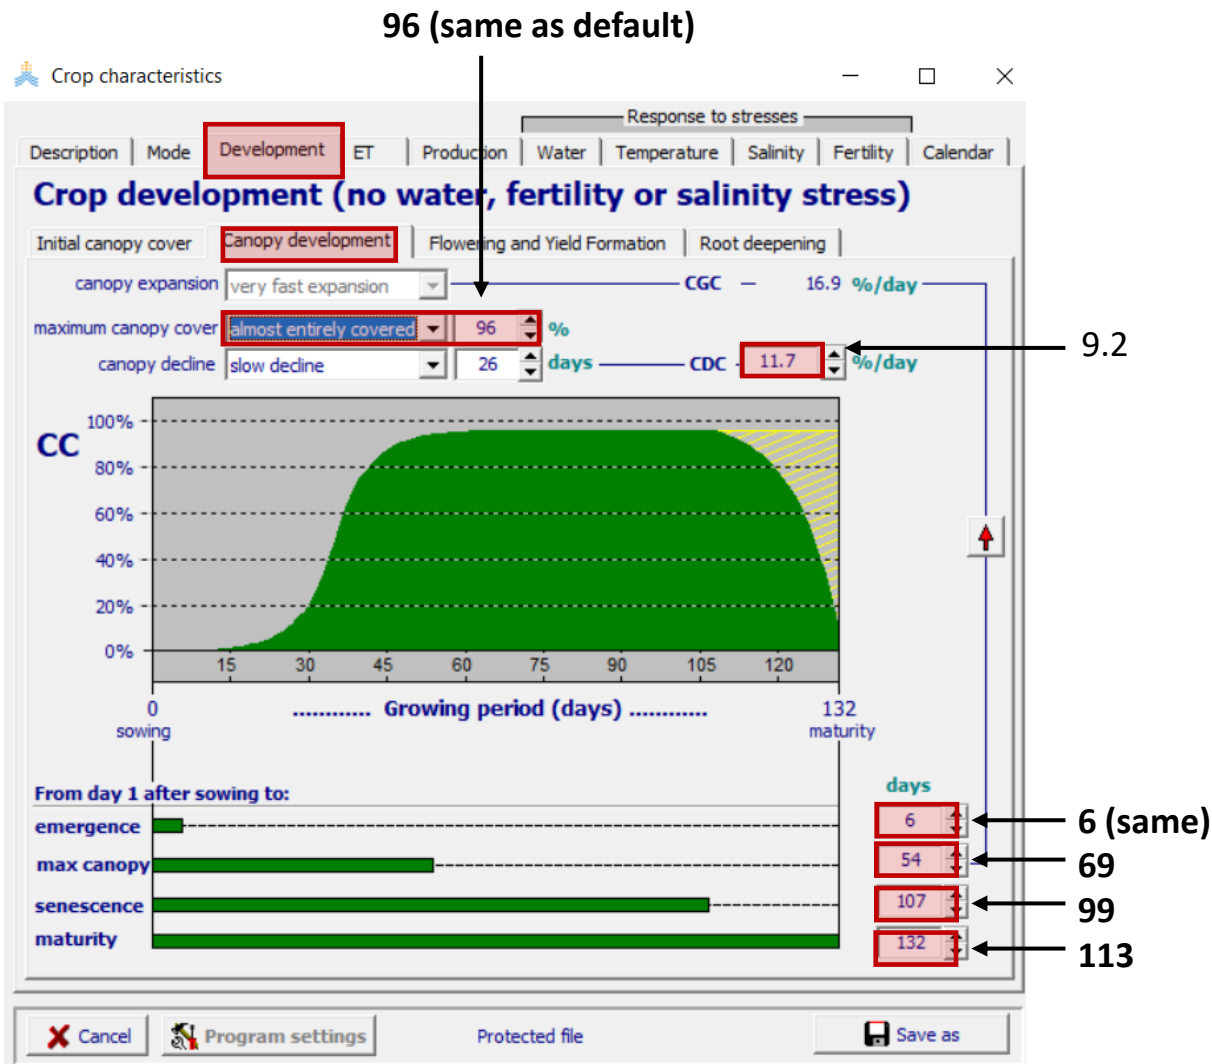 96 (same as default)
Crop characteristics
Response to stresses
Description Mode Development ET Production Water Temperature Salinity Fertility Calendar
Crop development (no water, fertility or salinity stress)
Initial canopy cover Canopy development Flowering and Yield Formation Root deepening
canopy expansion very fast expansion CGC 16.9 %/day
maximum canopy cover almost entirely covered 96 %
canopy decline slow decline 26 days CDC 11.7 %/day 9.2
CC
100%
80%
60%
40%
20%
0%
15 30 45 60 75 90 105 120
0 ............ Growing period (days) ............ 132
sowing maturity
From day 1 after sowing to: days
emergence 6 6 (same)
max canopy 54 69
senescence 107 99
maturity 132 113
Cancel Program settings Protected file Save as